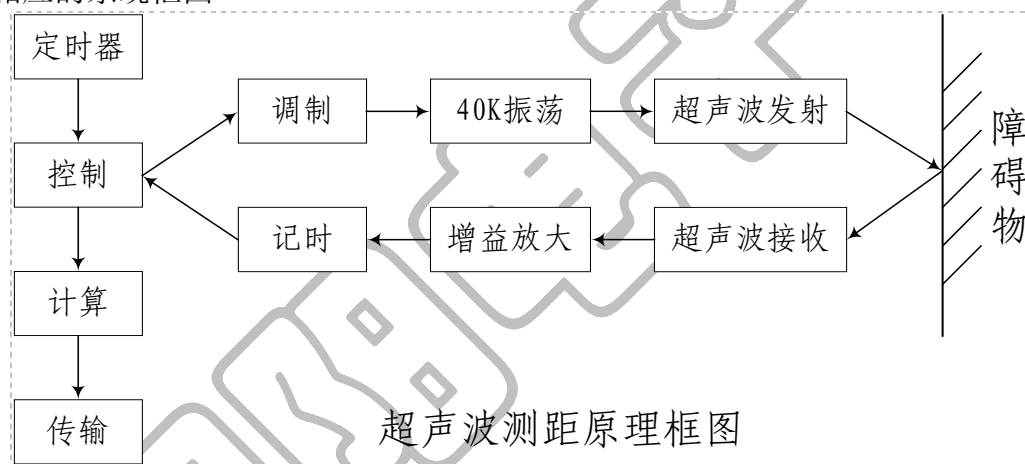 定时器
调制
40K振荡
超声波发射
障碍物
控制
记时
增益放大
超声波接收
计算
传输
超声波测距原理框图